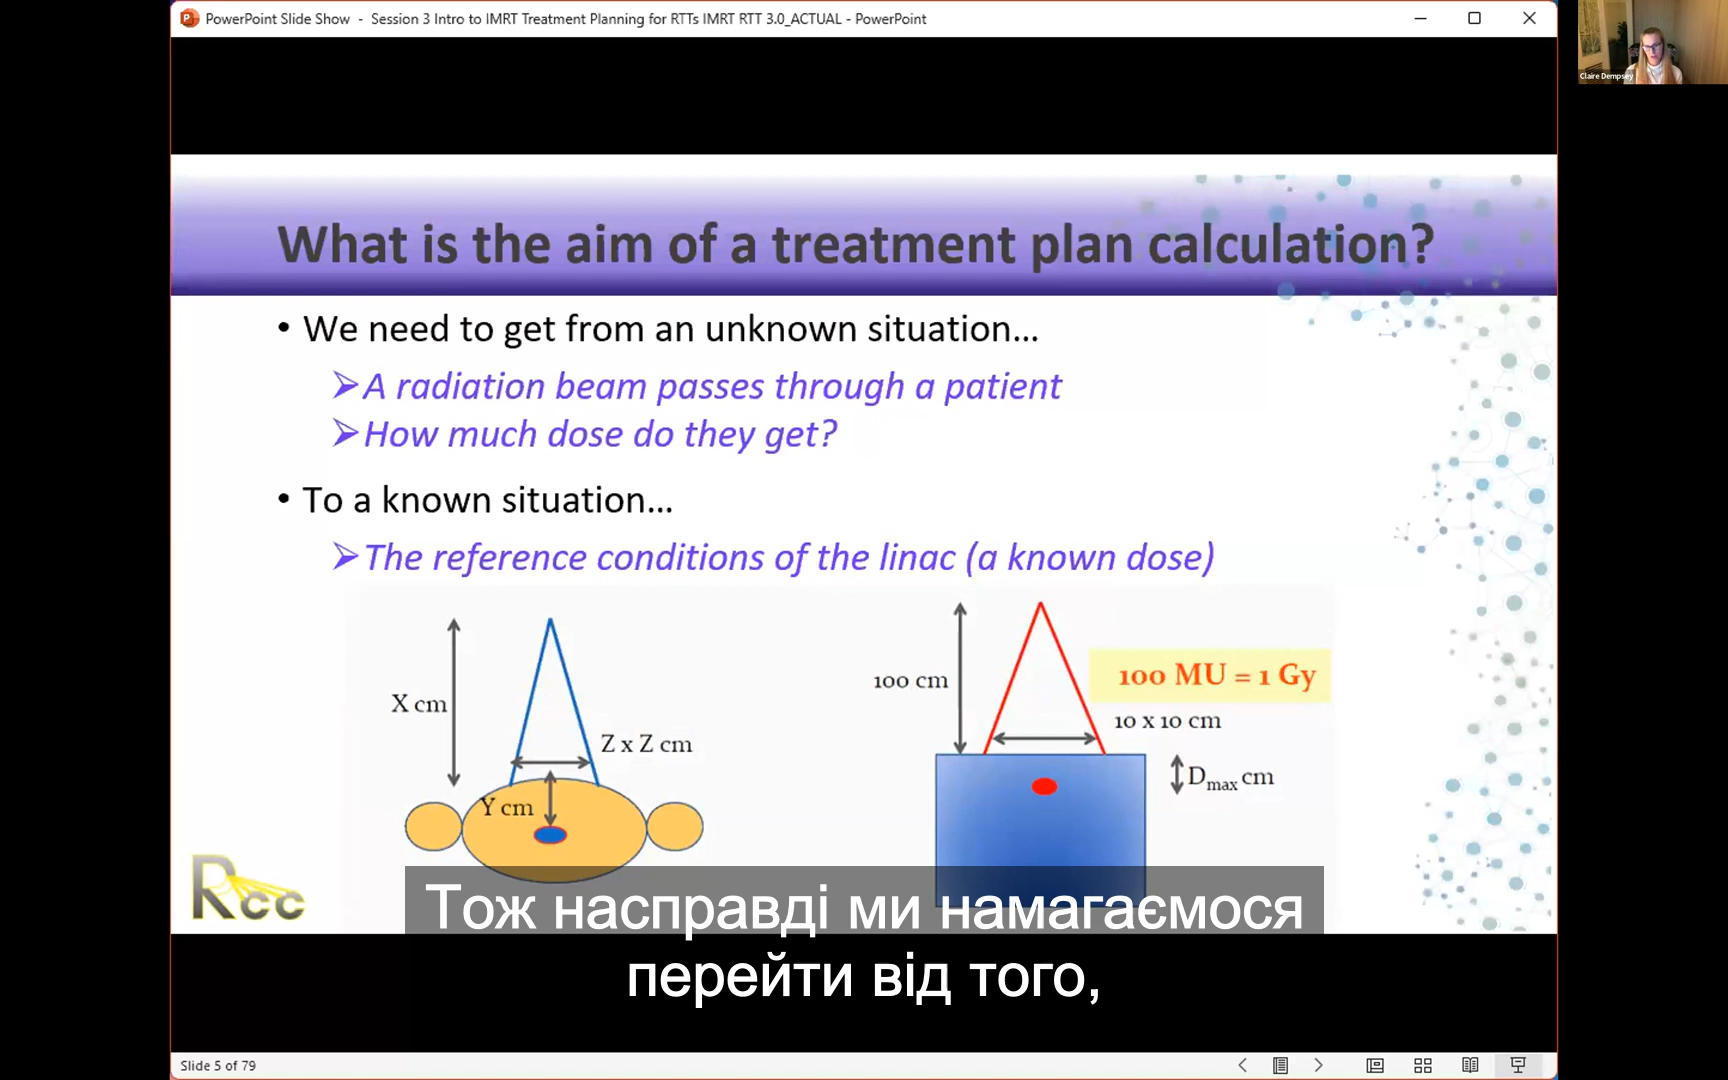 PowerPoint Slide Show - Session 3 Intro to IMRT Treatment Planning for RTTs IMRT RTT 3.0_ACTUAL - PowerPoint
Claire Dempsey
What is the aim of a treatment plan calculation?
• We need to get from an unknown situation...
➢A radiation beam passes through a patient
➢How much dose do they get?
• To a known situation...
➢The reference conditions of the linac (a known dose)
X cm
Z x Z cm
Y cm
100 cm
100 MU = 1 Gy
10 x 10 cm
Dmax cm
Rcc
Тож насправді ми намагаємося
перейти від того,
Slide 5 of 79